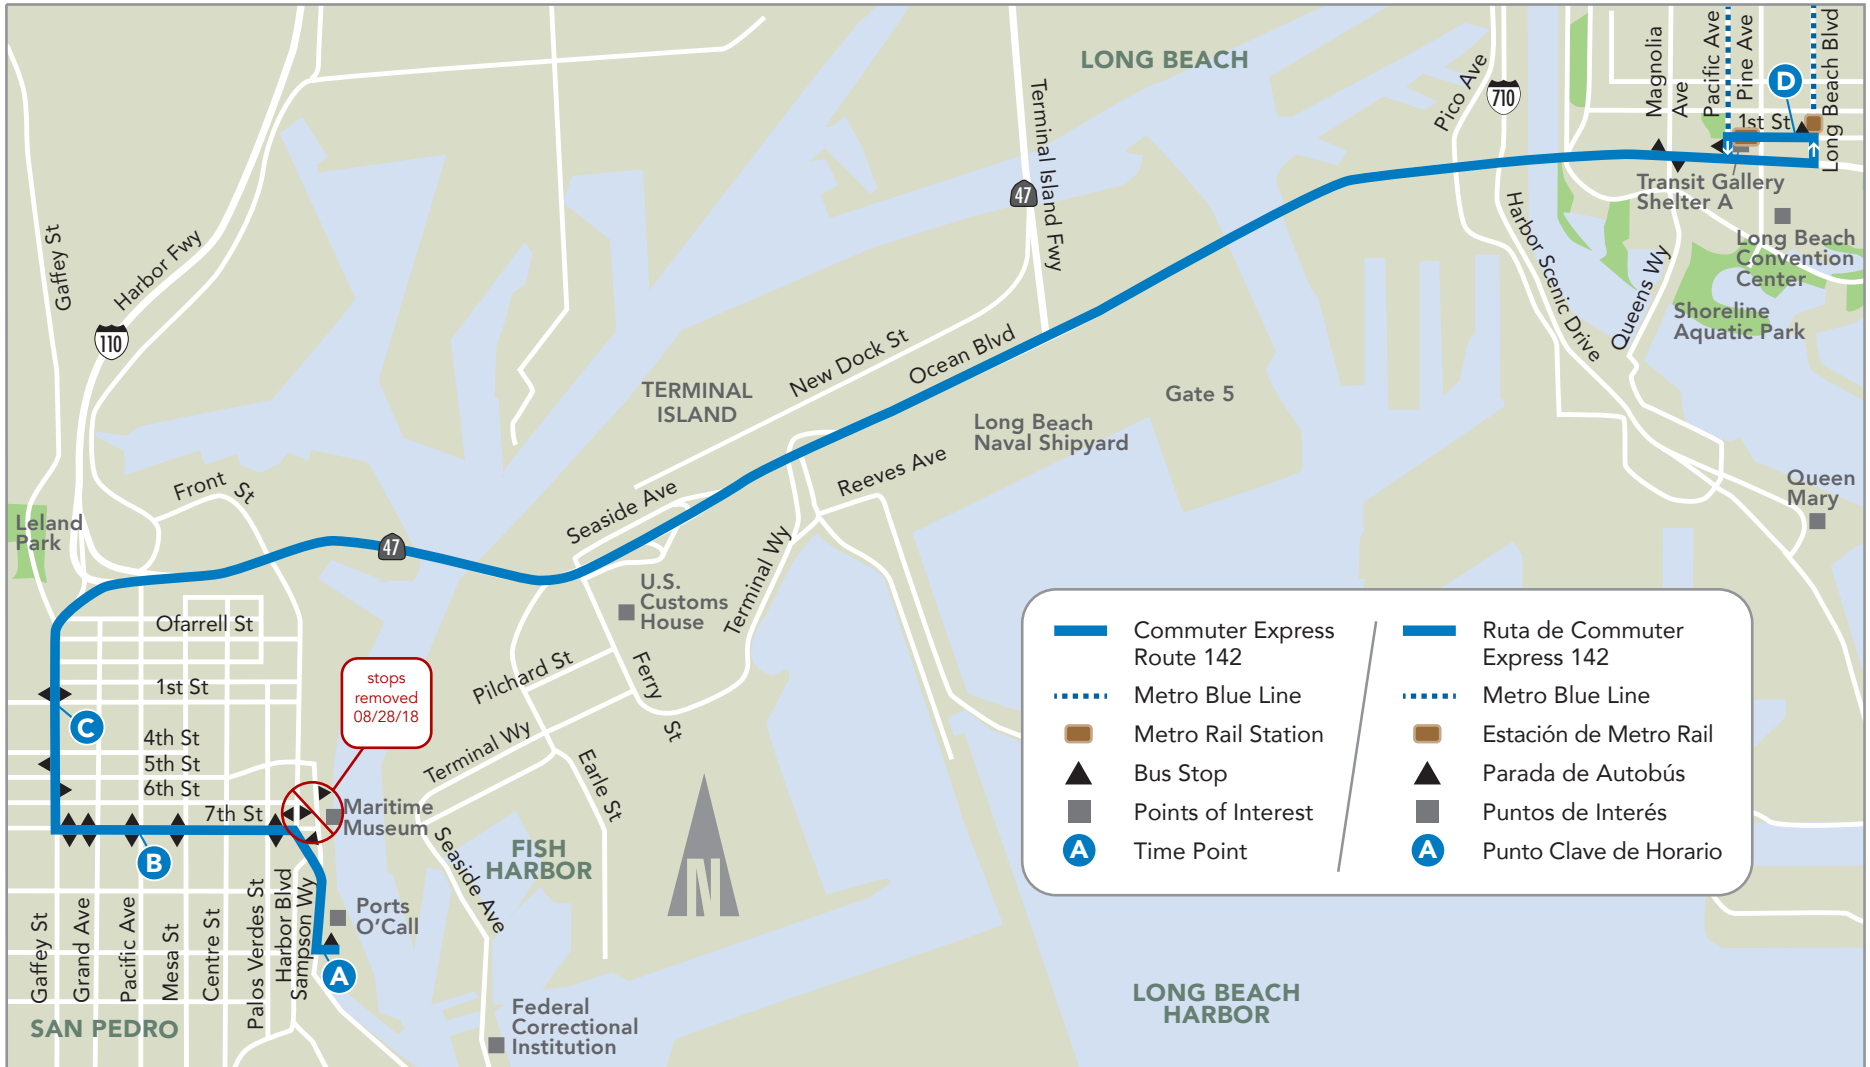 LONG BEACH
Terminal Island Fwy
47
Pico Ave
710
Magnolia
Ave
Pacific Ave
Pine Ave
D
Long Beach Blvd
1st St
Transit Gallery
Shelter A
Long Beach
Convention
Center
Shoreline
Aquatic Park
Queens Wy
Harbor Scenic Drive
Queen
Mary
Gaffey St
Harbor Fwy
110
New Dock St
Ocean Blvd
TERMINAL
ISLAND
Gate 5
Long Beach
Naval Shipyard
Reeves Ave
Seaside Ave
Front St
Leland
Park
47
U.S.
Customs
House
Terminal Wy
Ofarrell St
1st St
C
4th St
5th St
6th St
7th St
stops
removed
08/28/18
Maritime
Museum
B
Pilchard St
Ferry St
Terminal Wy
Earle St
Seaside Ave
FISH
HARBOR
N
Ports
O'Call
A
Gaffey St
Grand Ave
Pacific Ave
Mesa St
Centre St
Palos Verdes St
Harbor Blvd
Sampson Wy
SAN PEDRO
Federal
Correctional
Institution
LONG BEACH
HARBOR
Commuter Express
Route 142
Metro Blue Line
Metro Rail Station
Bus Stop
Points of Interest
A
Time Point
Ruta de Commuter
Express 142
Metro Blue Line
Estación de Metro Rail
Parada de Autobús
Puntos de Interés
A
Punto Clave de Horario